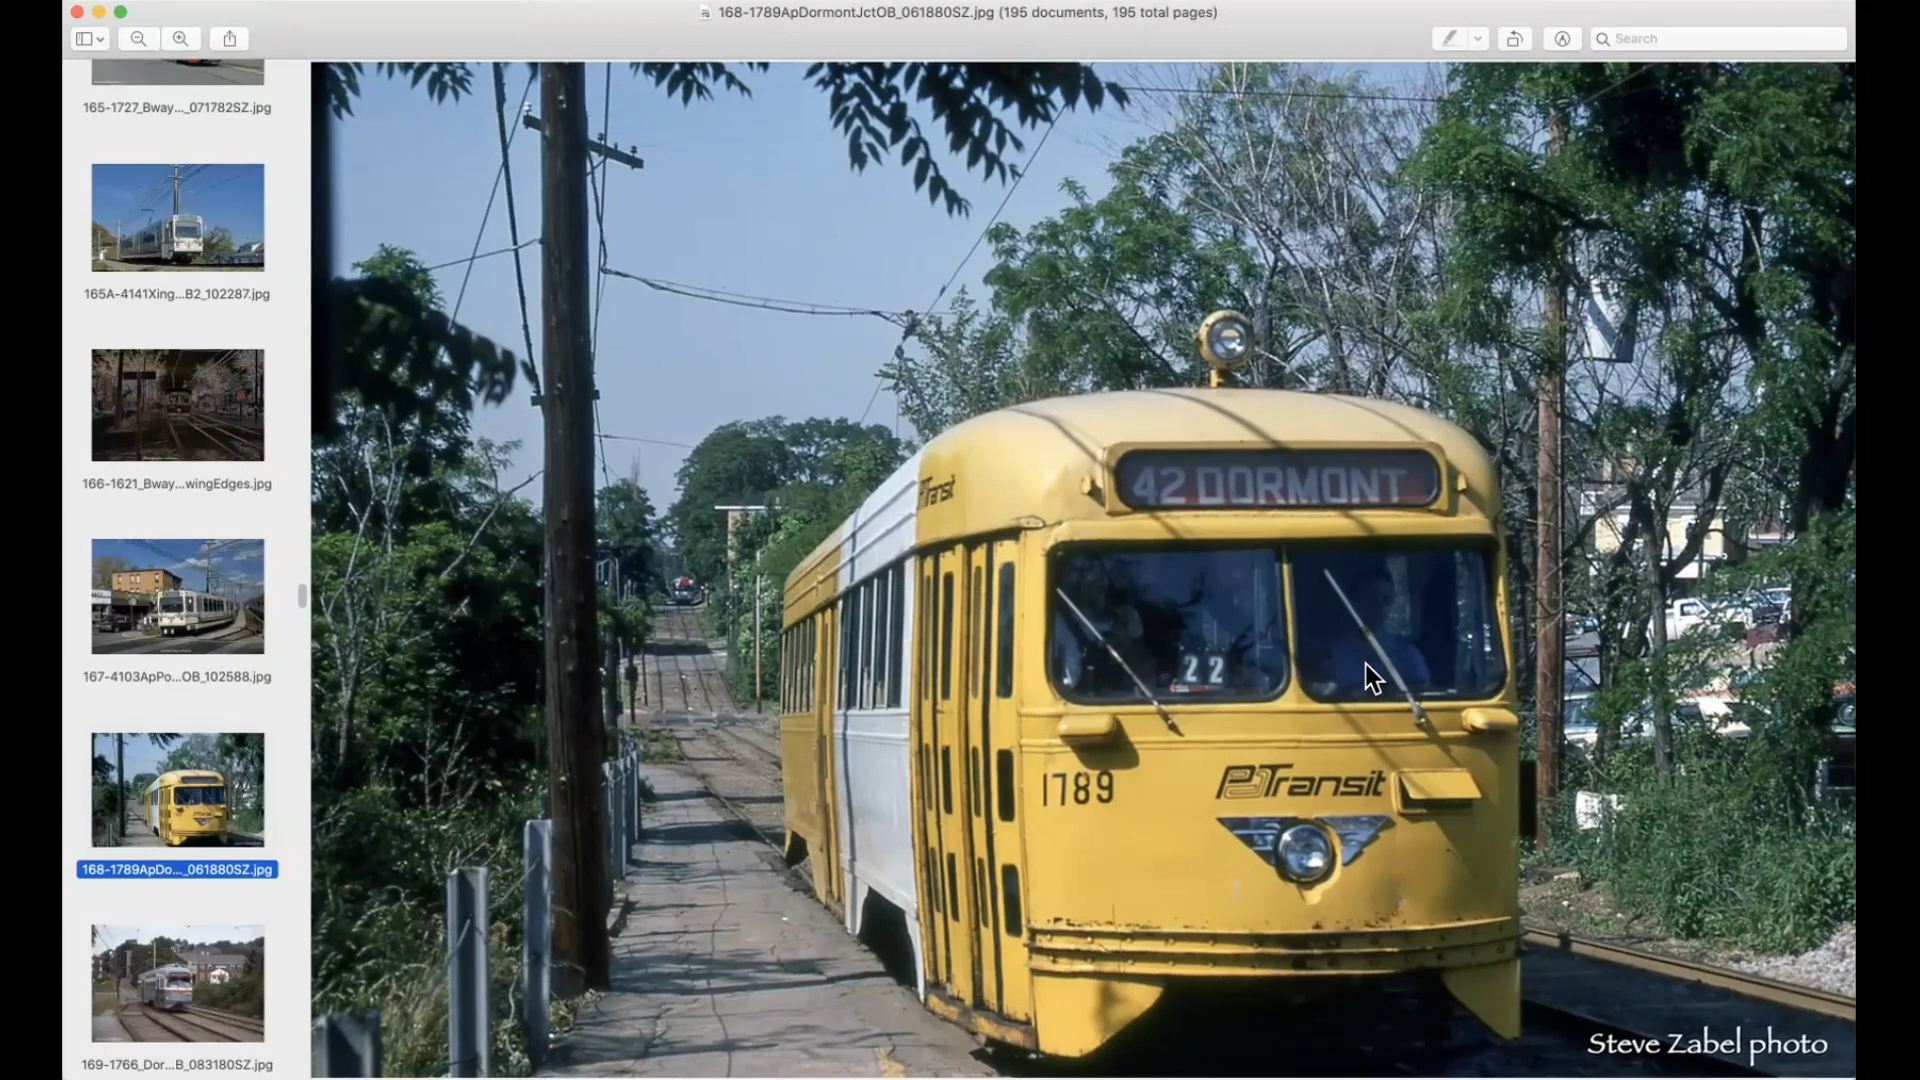 168-1789ApDormontJctOB_061880SZ.jpg (195 documents, 195 total pages)
Search
165-1727_Bway..._071782SZ.jpg
165A-4141Xing...B2_102287.jpg
166-1621_Bway...wingEdges.jpg
167-4103ApPo...OB_102588.jpg
168-1789ApDo..._061880SZ.jpg
169-1766_Dor...B_083180SZ.jpg
PATransit
42 DORMONT
22
1789
PATransit
Steve Zabel photo